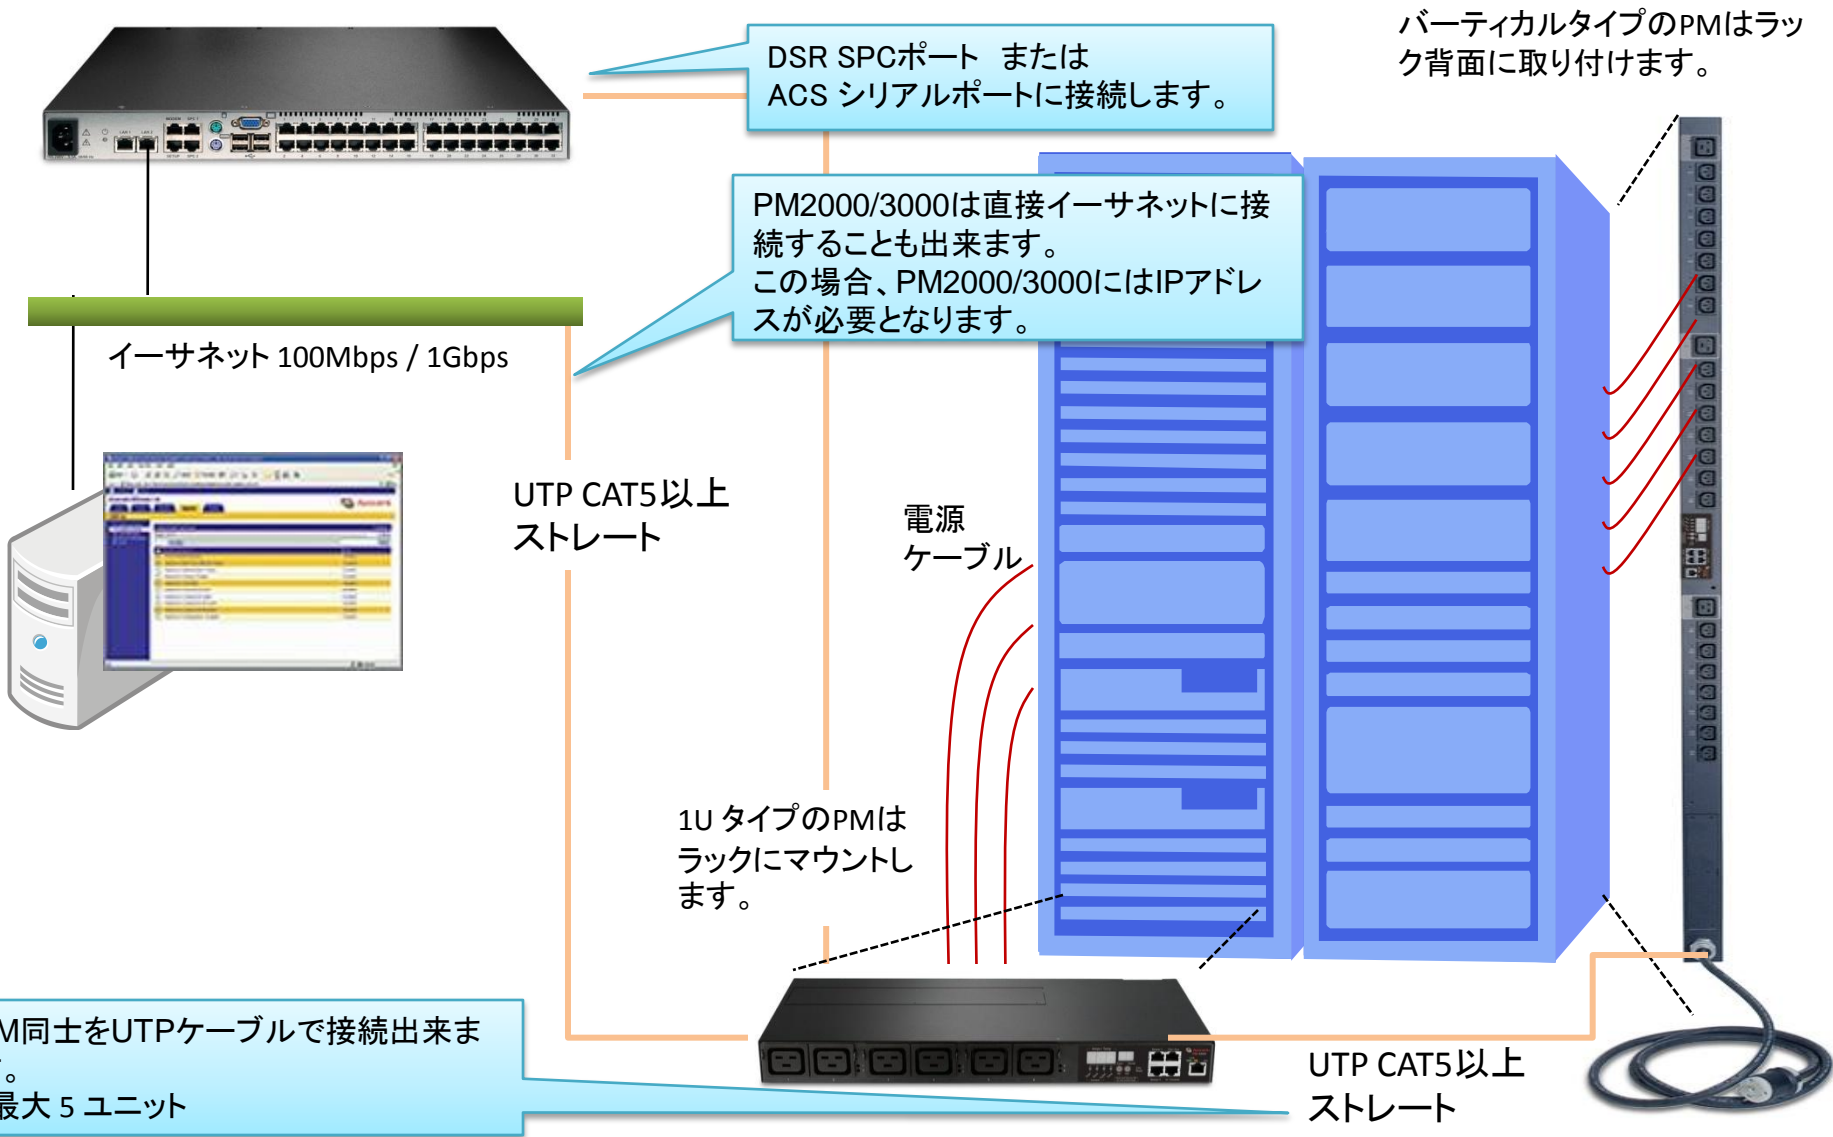 DSR SPCポート または
ACS シリアルポートに接続します。
バーティカルタイプのPMはラッ
ク背面に取り付けます。
PM2000/3000は直接イーサネットに接
続することも出来ます。
この場合、PM2000/3000にはIPアドレ
スが必要となります。
イーサネット 100Mbps / 1Gbps
UTP CAT5以上
ストレート
電源
ケーブル
1U タイプのPMは
ラックにマウントし
ます。
M同士をUTPケーブルで接続出来ま
。
最大 5 ユニット
UTP CAT5以上
ストレート